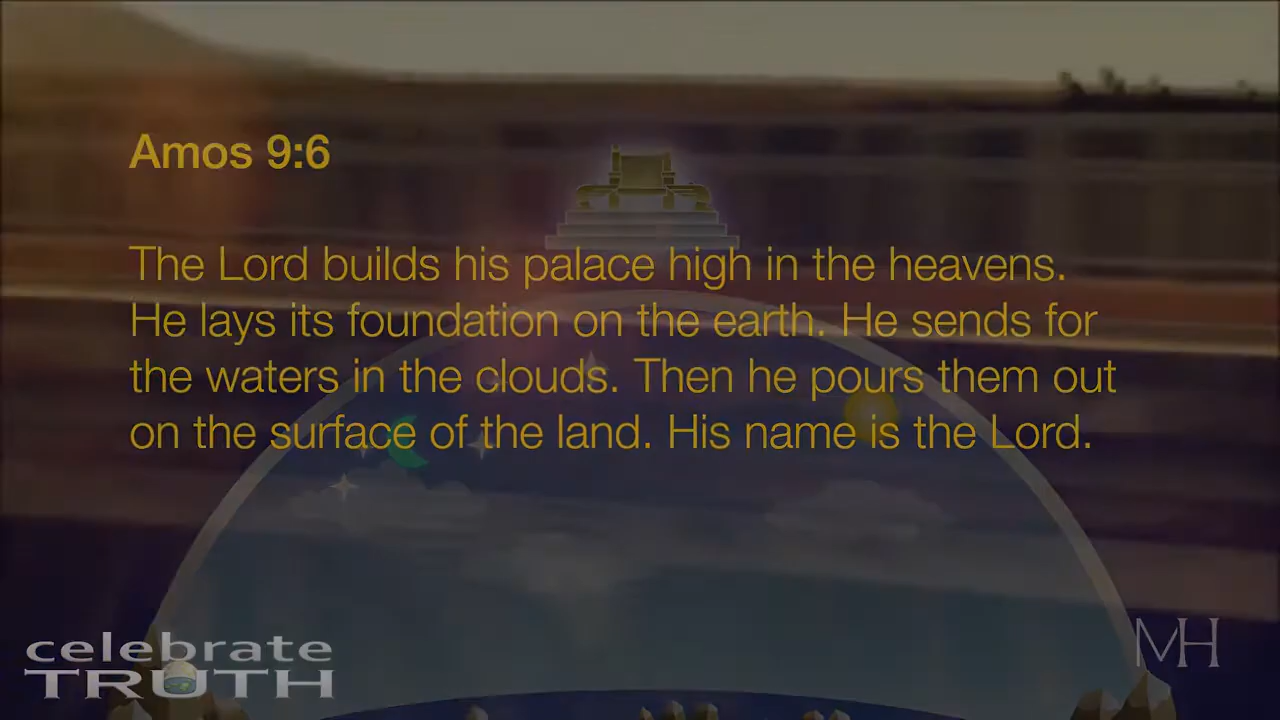 Amos 9:6
The Lord builds his palace high in the heavens.
He lays its foundation on the earth. He sends for
the waters in the clouds. Then he pours them out
on the surface of the land. His name is the Lord.
celebrate
TRUTH
MH